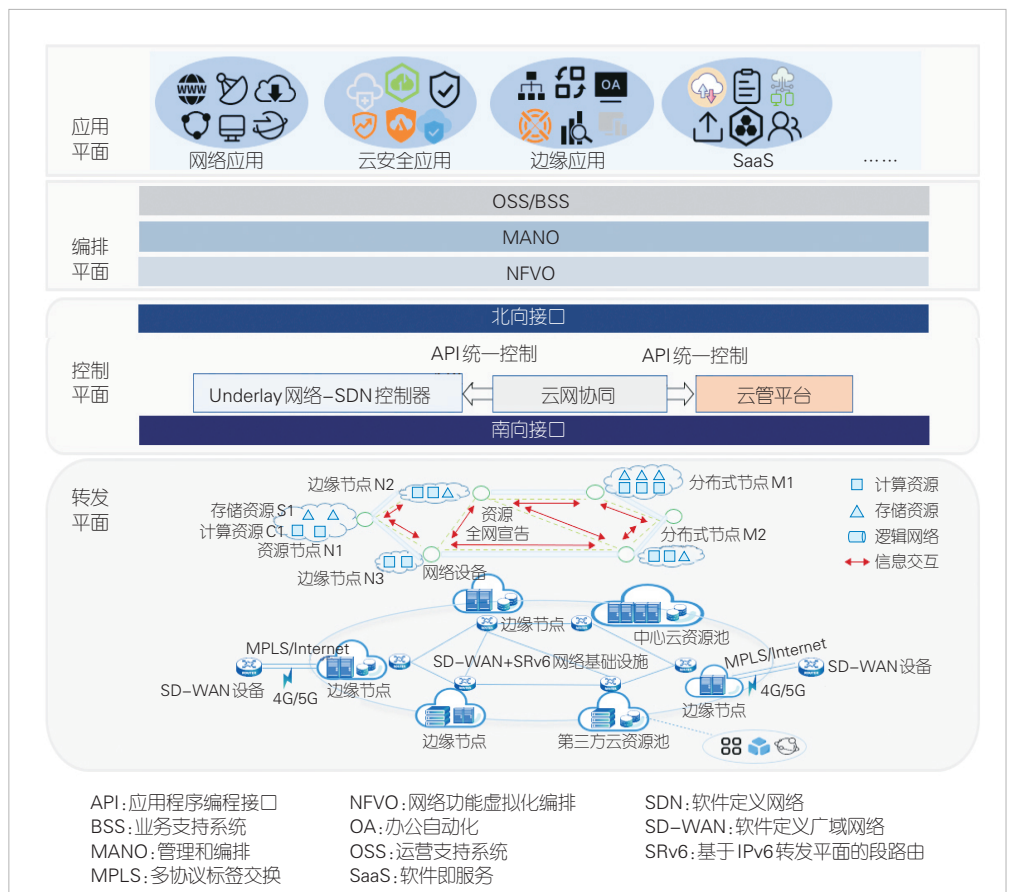 应用
平面
WWW
OA
网络应用
云安全应用
边缘应用
SaaS
……
编排
平面
OSS/BSS
MANO
NFVO
控制
平面
北向接口
API统一控制
API统一控制
Underlay网络-SDN控制器
云网协同
云管平台
南向接口
转发
平面
边缘节点N2
存储资源S1
计算资源C1
资源节点N1
边缘节点N3
网络设备
资源
全网宣告
分布式节点M1
分布式节点M2
计算资源
存储资源
逻辑网络
信息交互
边缘节点
中心云资源池
MPLS/Internet
SD-WAN设备
4G/5G
边缘节点
SD-WAN+SRv6网络基础设施
MPLS/Internet
SD-WAN设备
4G/5G
边缘节点
边缘节点
第三方云资源池
API:应用程序编程接口
BSS:业务支持系统
MANO:管理和编排
MPLS:多协议标签交换
NFVO:网络功能虚拟化编排
OA:办公自动化
OSS:运营支持系统
SaaS:软件即服务
SDN:软件定义网络
SD-WAN:软件定义广域网络
SRv6:基于IPv6转发平面的段路由